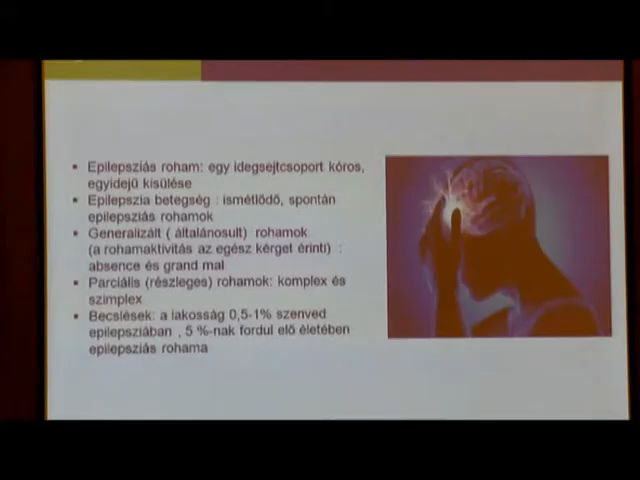 Epilepsziás roham: egy idegsejtcsoport kóros,
egyidejű kisülése
Epilepszia betegség : ismétlődő, spontán
epilepsziás rohamok
Generalizált ( általánosult) rohamok
(a rohamaktivitás az egész kérget érinti) :
absence és grand mal
Parciális (részleges) rohamok: komplex és
szimplex
Becslések: a lakosság 0,5-1% szenved
epilepsziában , 5 %-nak fordul elő életében
epilepsziás rohama